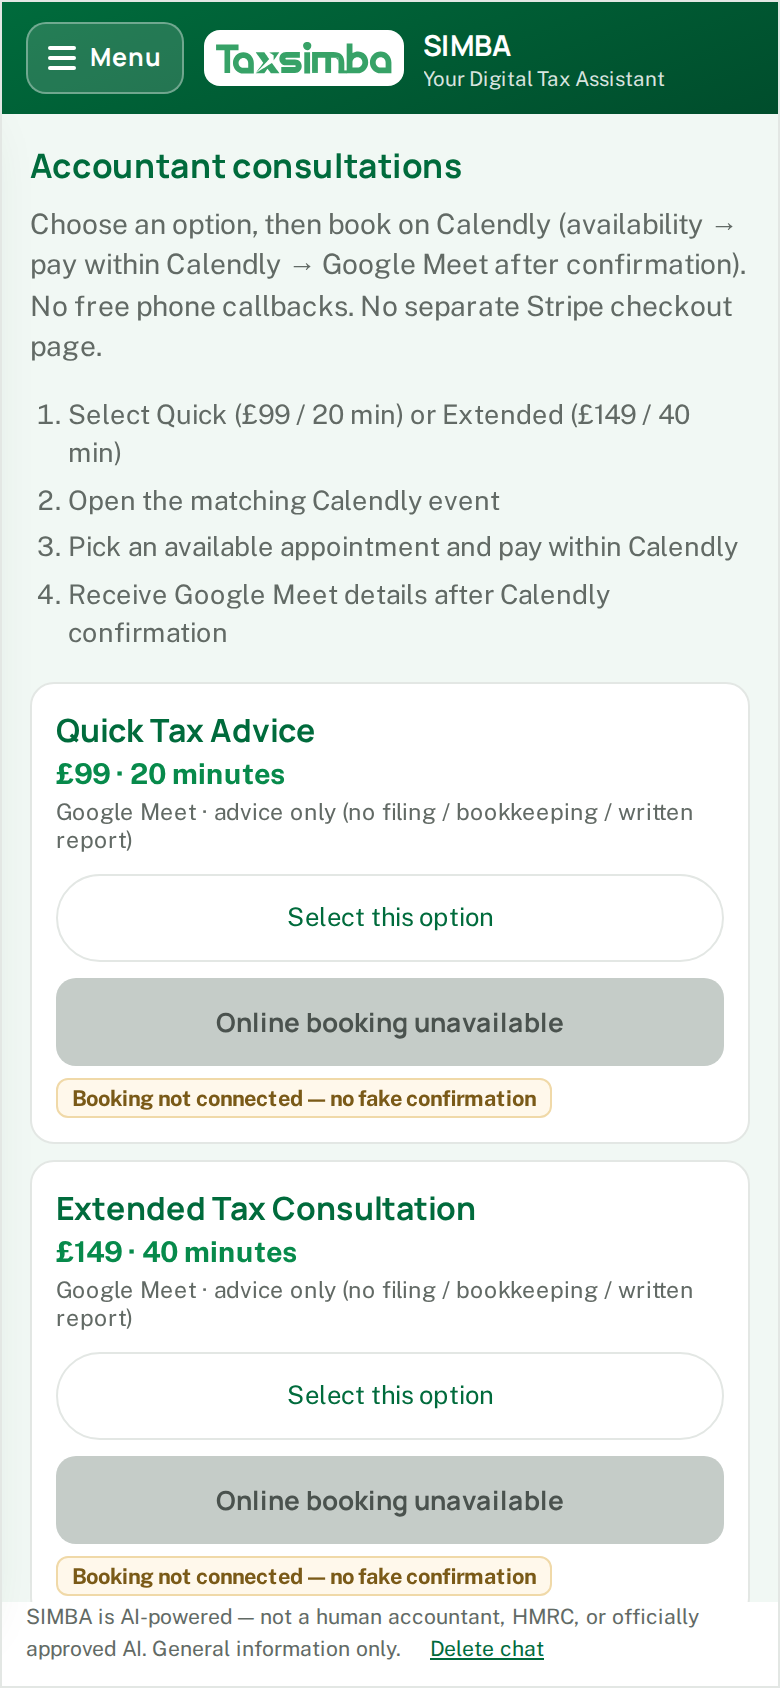 Menu
Taxsimba
SIMBA
Your Digital Tax Assistant
Accountant consultations
Choose an option, then book on Calendly (availability →
pay within Calendly → Google Meet after confirmation).
No free phone callbacks. No separate Stripe checkout
page.
1. Select Quick (£99 / 20 min) or Extended (£149 / 40
min)
2. Open the matching Calendly event
3. Pick an available appointment and pay within Calendly
4. Receive Google Meet details after Calendly
confirmation
Quick Tax Advice
£99 · 20 minutes
Google Meet · advice only (no filing / bookkeeping / written
report)
Select this option
Online booking unavailable
Booking not connected — no fake confirmation
Extended Tax Consultation
£149 · 40 minutes
Google Meet · advice only (no filing / bookkeeping / written
report)
Select this option
Online booking unavailable
Booking not connected — no fake confirmation
SIMBA is AI-powered — not a human accountant, HMRC, or officially
approved AI. General information only. Delete chat